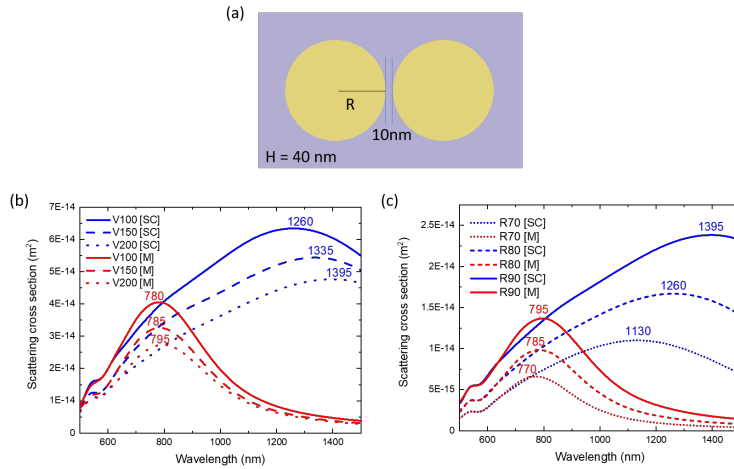 (a)
R
10nm
H = 40 nm
(b)
Scattering cross section (m²)
7E-14
6E-14
5E-14
4E-14
3E-14
2E-14
1E-14
0
V100 [SC]
V150 [SC]
V200 [SC]
V100 [M]
V150 [M]
V200 [M]
1260
1335
1395
780
785
795
600
800
1000
1200
1400
Wavelength (nm)
(c)
Scattering cross section (m²)
2.5E-14
2E-14
1.5E-14
1E-14
5E-15
0
R70 [SC]
R70 [M]
R80 [SC]
R80 [M]
R90 [SC]
R90 [M]
1395
1260
1130
795
785
770
600
800
1000
1200
1400
Wavelength (nm)